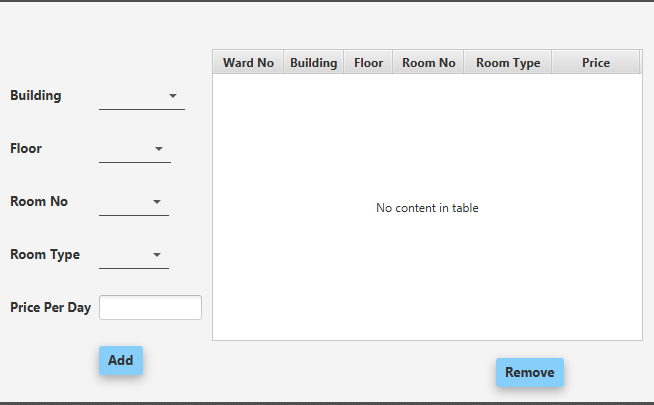 Ward No Building Floor Room No Room Type Price
Building
Floor
Room No
Room Type
Price Per Day
No content in table
Add
Remove